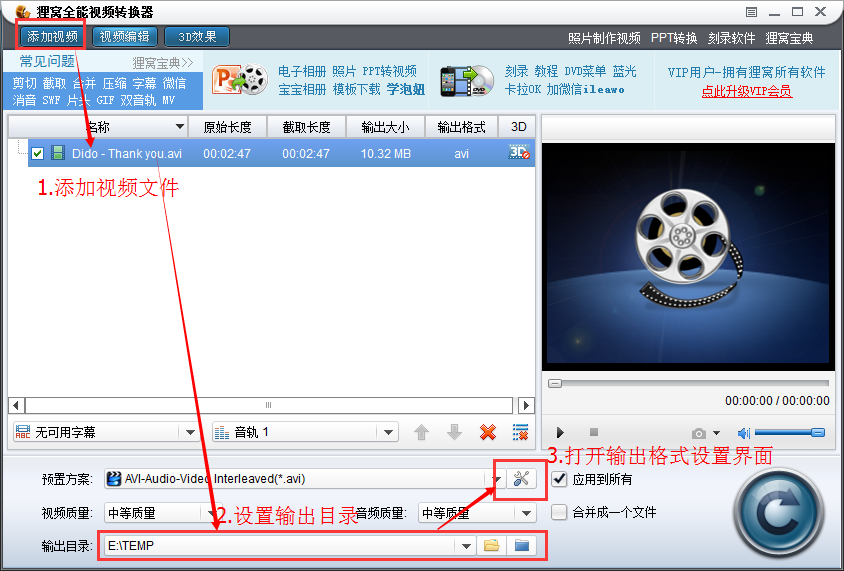 狸窝全能视频转换器
添加视频 视频编辑 3D效果 照片制作视频 PPT转换 刻录软件 狸窝宝典
常见问题 狸窝宝典>>
剪切 截取 合并 压缩 字幕 微信
消音 SWF 片头 GIF 双音轨 MV
电子相册 照片 PPT转视频
宝宝相册 模板下载 学泡妞
刻录 教程 DVD菜单 蓝光
卡拉OK 加微信ileawo
VIP用户-拥有狸窝所有软件
点此升级VIP会员
名称 原始长度 截取长度 输出大小 输出格式 3D
Dido - Thank you.avi 00:02:47 00:02:47 10.32 MB avi 3D
1.添加视频文件
00:00:00 / 00:00:00
ABC 无可用字幕 音轨 1
3.打开输出格式设置界面
预置方案: AVI-Audio-Video Interleaved(*.avi) 应用到所有
视频质量: 中等质量 2.设置输出目录 音频质量: 中等质量 合并成一个文件
输出目录: E:\TEMP